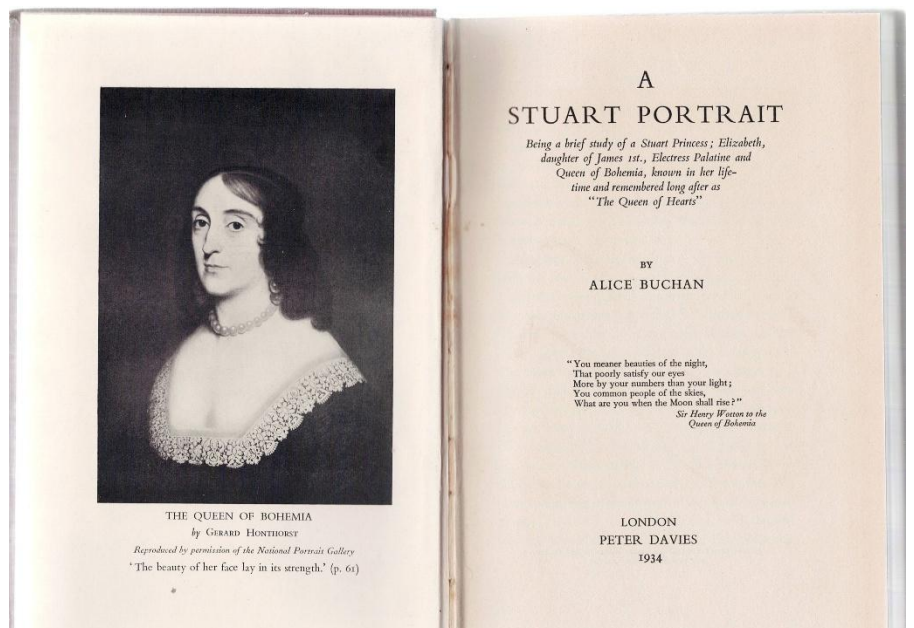 THE QUEEN OF BOHEMIA
by GERARD HONTHORST
Reproduced by permission of the National Portrait Gallery
'The beauty of her face lay in its strength.' (p. 61)
A
STUART PORTRAIT
Being a brief study of a Stuart Princess; Elizabeth,
daughter of James 1st., Electress Palatine and
Queen of Bohemia, known in her life-
time and remembered long after as
"The Queen of Hearts"
BY
ALICE BUCHAN
"You meaner beauties of the night,
That poorly satisfy our eyes
More by your numbers than your light;
You common people of the skies,
What are you when the Moon shall rise?"
Sir Henry Wotton to the
Queen of Bohemia
LONDON
PETER DAVIES
1934